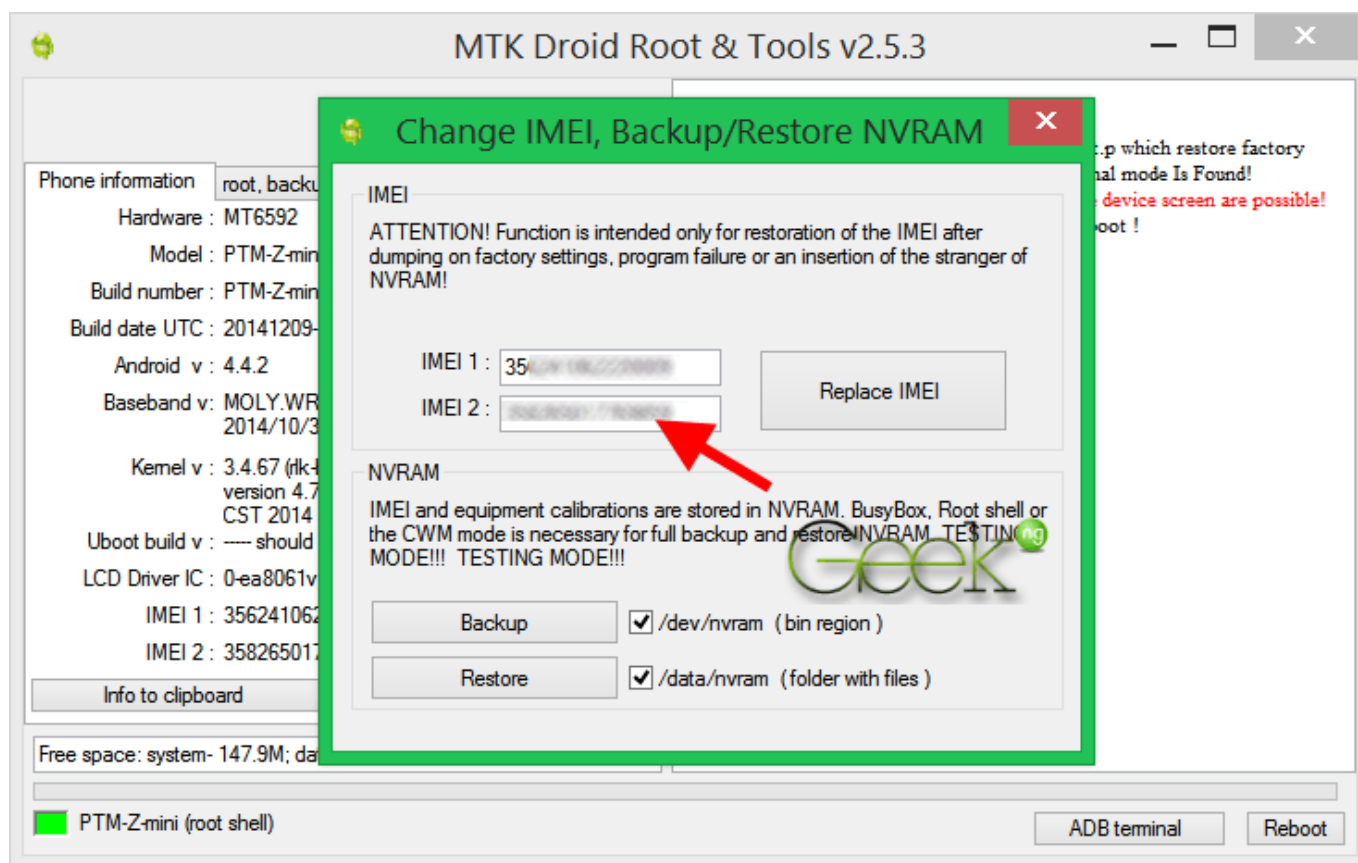 MTK Droid Root & Tools v2.5.3
Change IMEI, Backup/Restore NVRAM
Phone information
root, backu
Hardware : MT6592
Model : PTM-Z-min
Build number : PTM-Z-min
Build date UTC : 20141209-
Android v : 4.4.2
Baseband v: MOLY.WR
2014/10/3
Kernel v : 3.4.67 (rlk-
version 4.7
CST 2014
Uboot build v : ----- should
LCD Driver IC : 0-ea8061v
IMEI 1 : 356241062
IMEI 2 : 358265017
Info to clipboard
Free space: system- 147.9M; da
PTM-Z-mini (root shell)
IMEI
ATTENTION! Function is intended only for restoration of the IMEI after
dumping on factory settings, program failure or an insertion of the stranger of
NVRAM!
IMEI 1 : 35
IMEI 2 :
Replace IMEI
NVRAM
IMEI and equipment calibrations are stored in NVRAM. BusyBox, Root shell or
the CWM mode is necessary for full backup and restore NVRAM. TESTING
MODE!!! TESTING MODE!!!
Geek ng
Backup
/dev/nvram ( bin region )
Restore
/data/nvram ( folder with files )
.p which restore factory
nal mode Is Found!
device screen are possible!
oot !
ADB terminal
Reboot